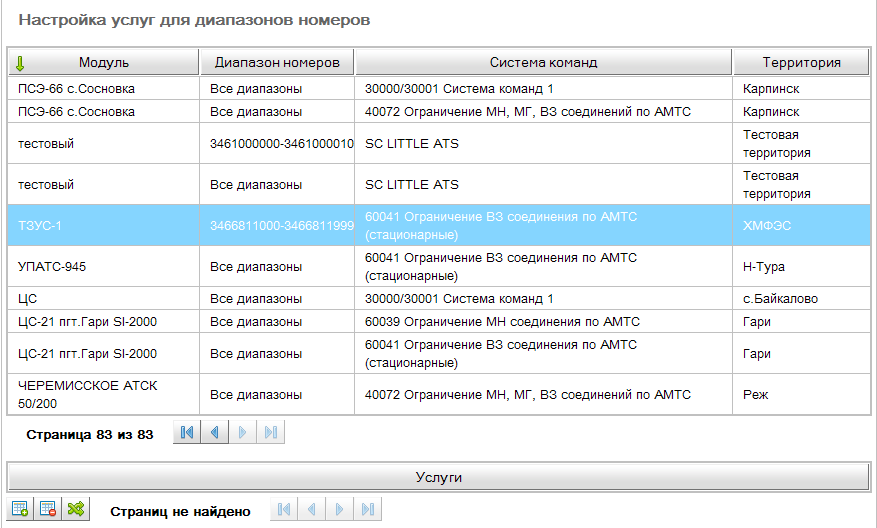 Настройка услуг для диапазонов номеров
Модуль Диапазон номеров Система команд Территория
ПСЭ-66 с.Сосновка Все диапазоны 30000/30001 Система команд 1 Карпинск
ПСЭ-66 с.Сосновка Все диапазоны 40072 Ограничение МН, МГ, ВЗ соединений по АМТС Карпинск
тестовый 3461000000-3461000010 SC LITTLE ATS Тестовая
территория
тестовый Все диапазоны SC LITTLE ATS Тестовая
территория
ТЗУС-1 3466811000-3466811999 60041 Ограничение ВЗ соединения по АМТС
(стационарные) ХМФЭС
УПАТС-945 Все диапазоны 60041 Ограничение ВЗ соединения по АМТС
(стационарные) Н-Тура
ЦС Все диапазоны 30000/30001 Система команд 1 с.Байкалово
ЦС-21 пгт.Гари SI-2000 Все диапазоны 60039 Ограничение МН соединения по АМТС Гари
ЦС-21 пгт.Гари SI-2000 Все диапазоны 60041 Ограничение ВЗ соединения по АМТС
(стационарные) Гари
ЧЕРЕМИССКОЕ АТСК
50/200 Все диапазоны 40072 Ограничение МН, МГ, ВЗ соединений по АМТС Реж
Страница 83 из 83
Услуги
Страниц не найдено